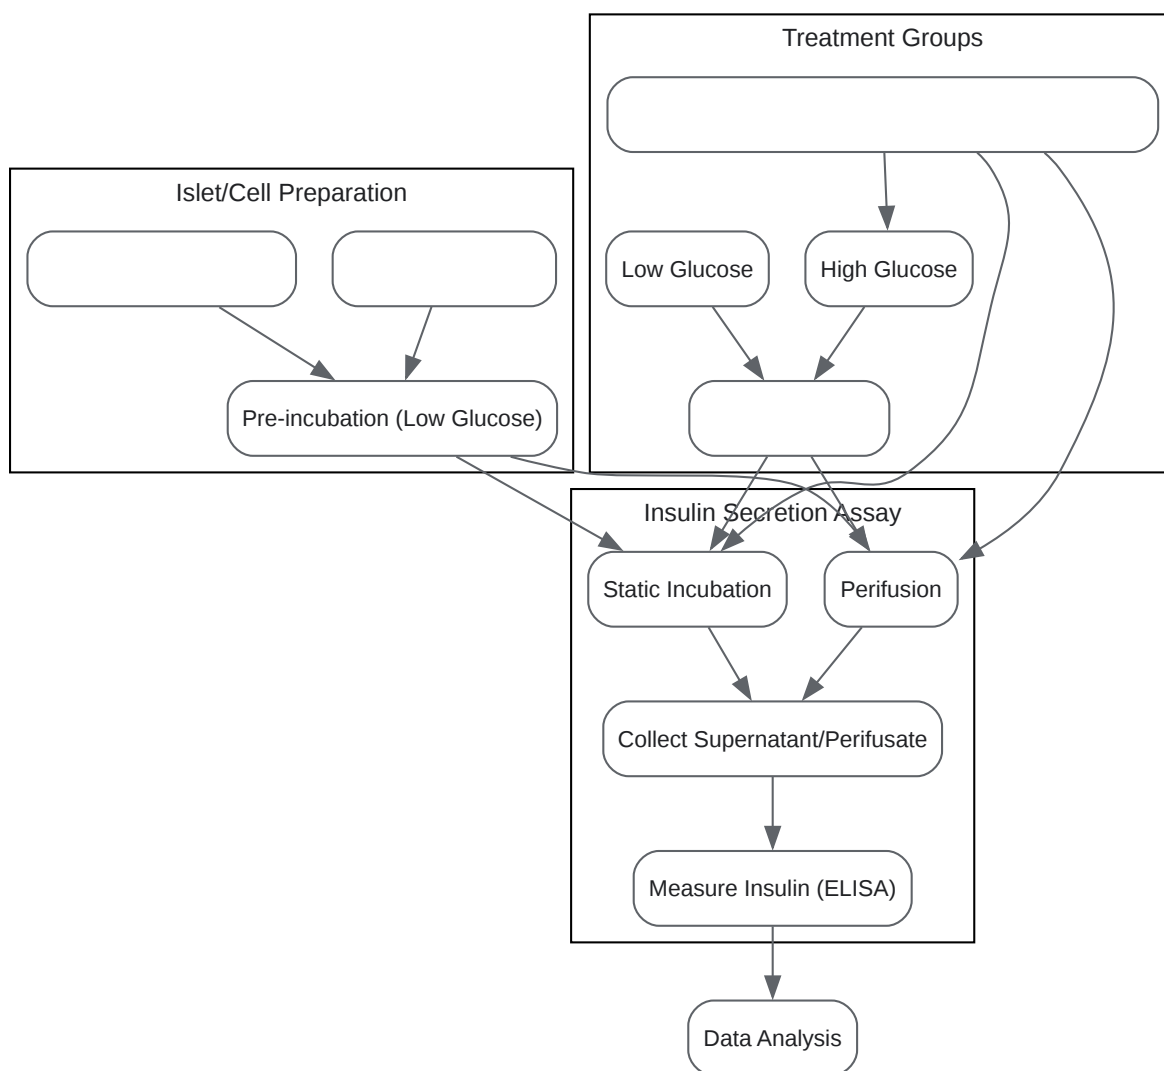 Treatment Groups
Islet/Cell Preparation
Low Glucose
High Glucose
Pre-incubation (Low Glucose)
Insulin Secretion Assay
Static Incubation
Perifusion
Collect Supernatant/Perifusate
Measure Insulin (ELISA)
Data Analysis